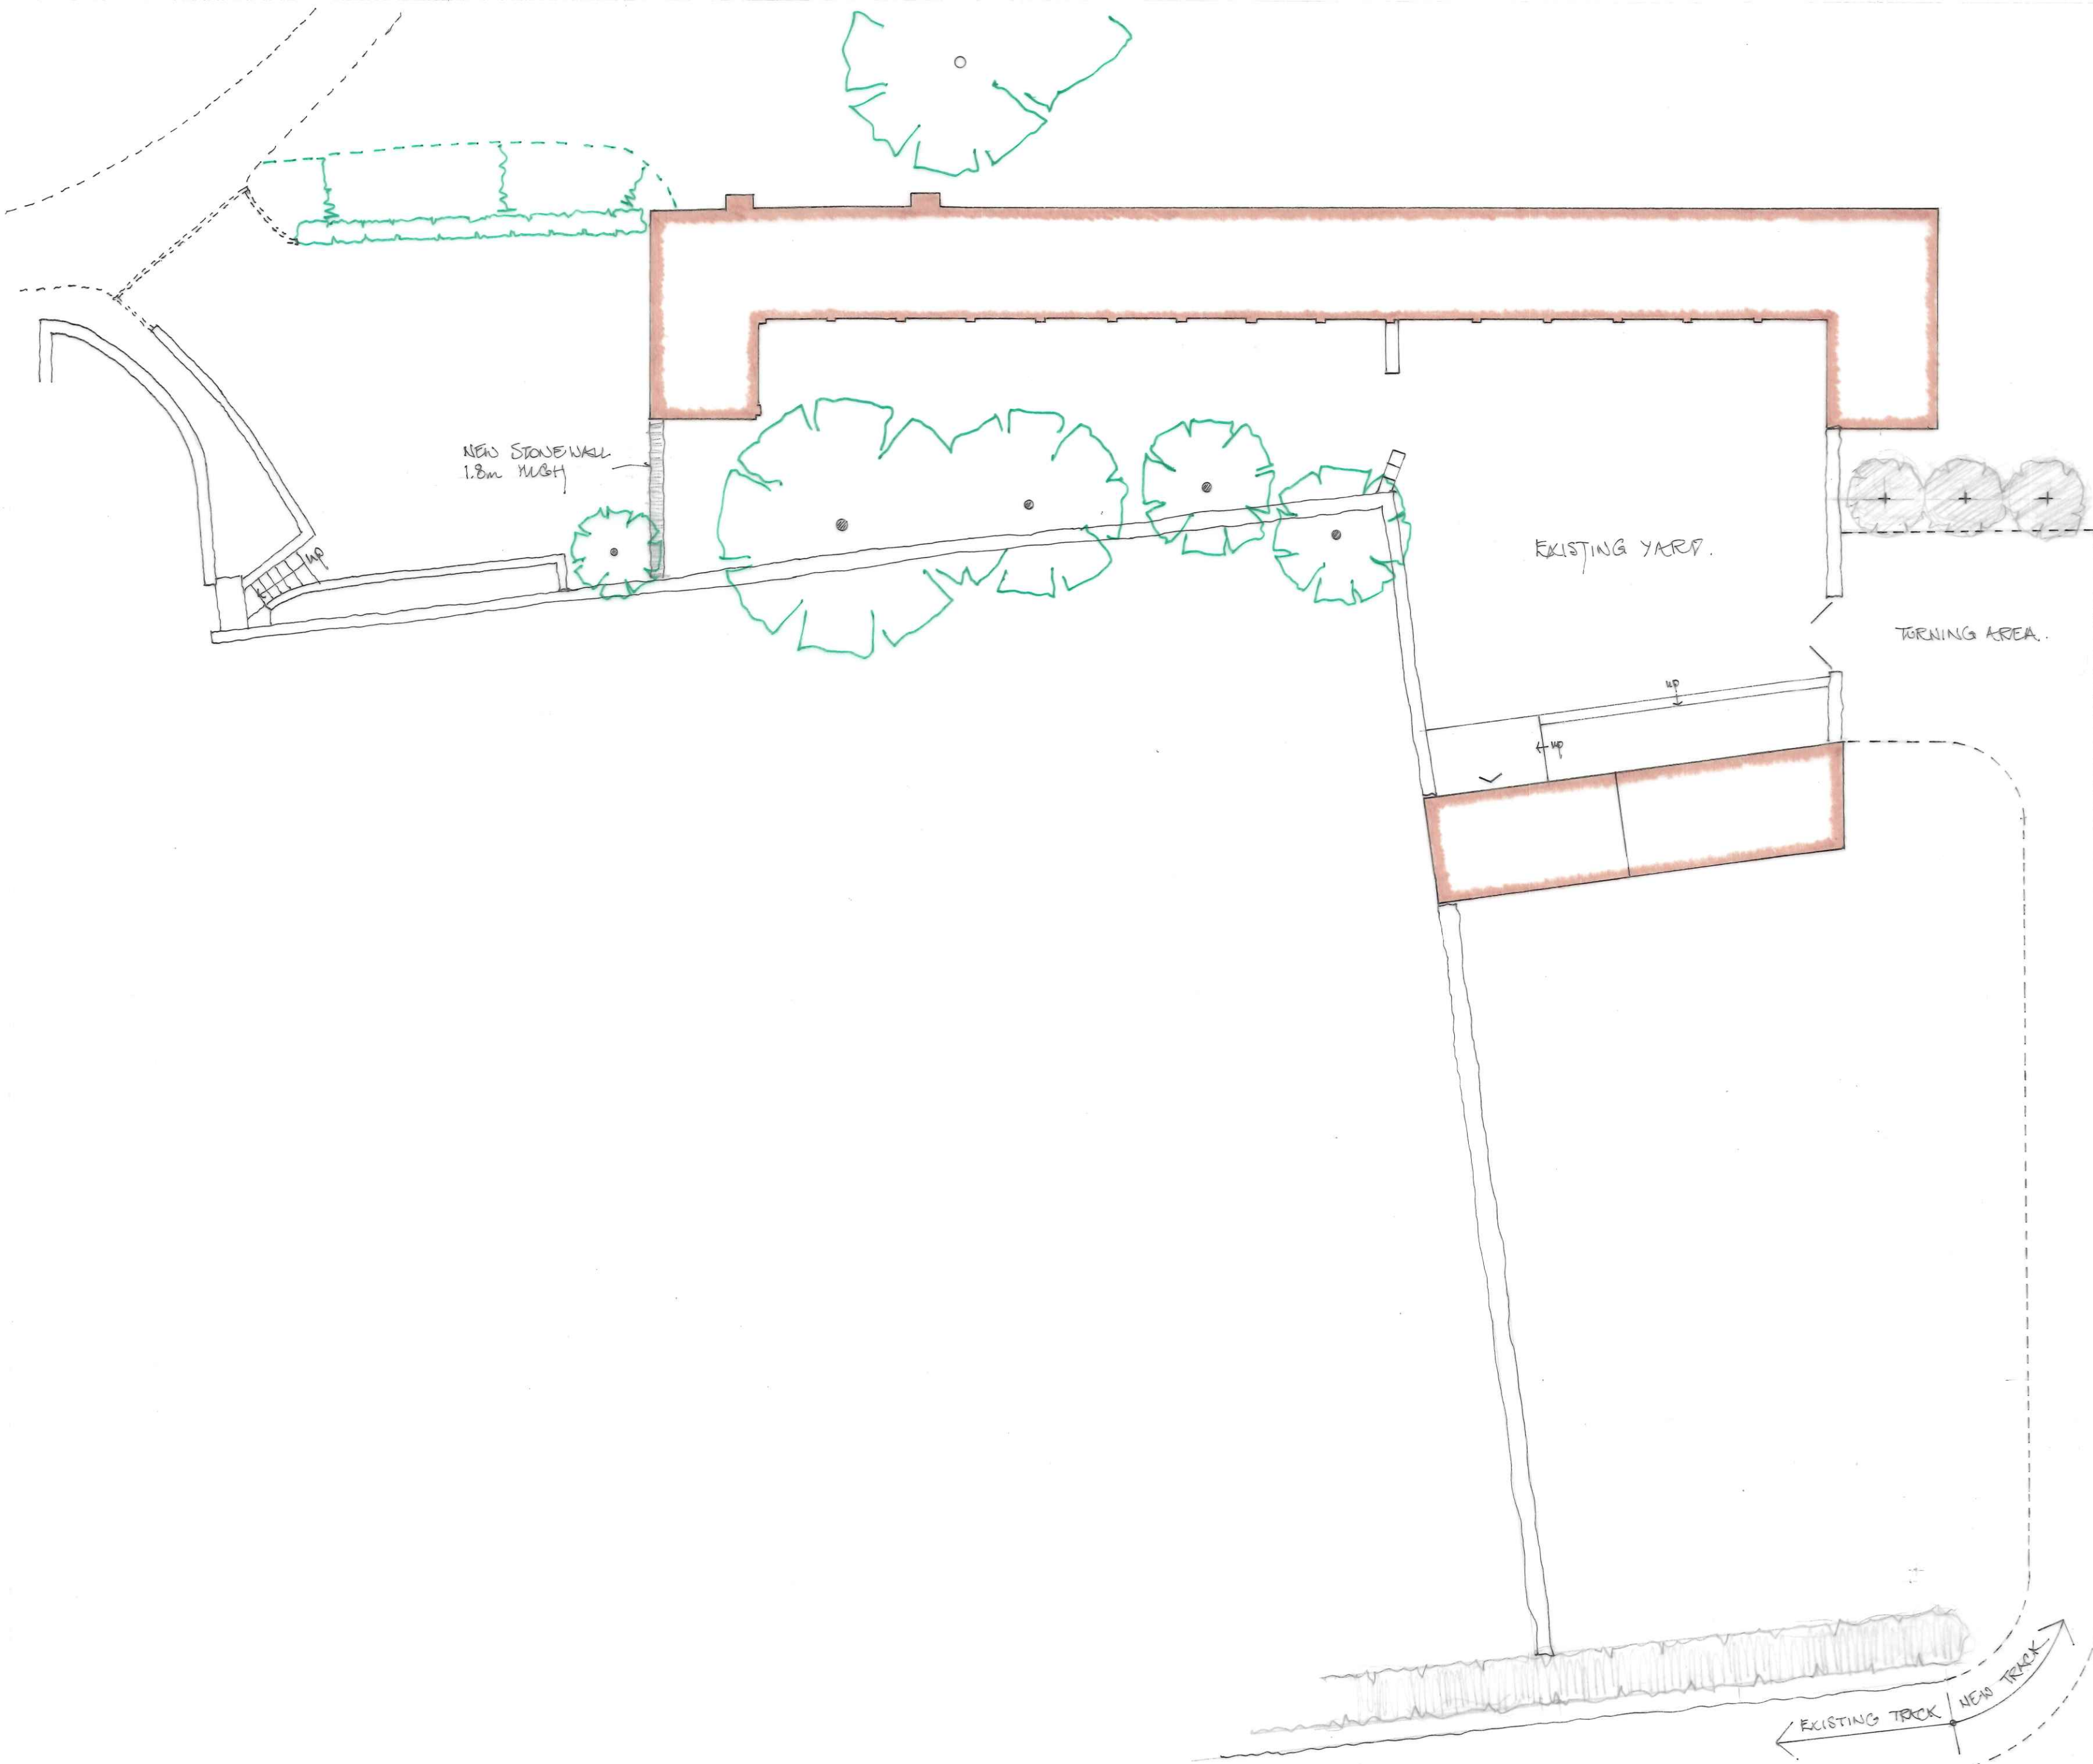 NEW STONEWALL
1.8m HIGH
up
EXISTING YARD.
TURNING AREA.
up
up
EXISTING TRACK
NEW TRACK